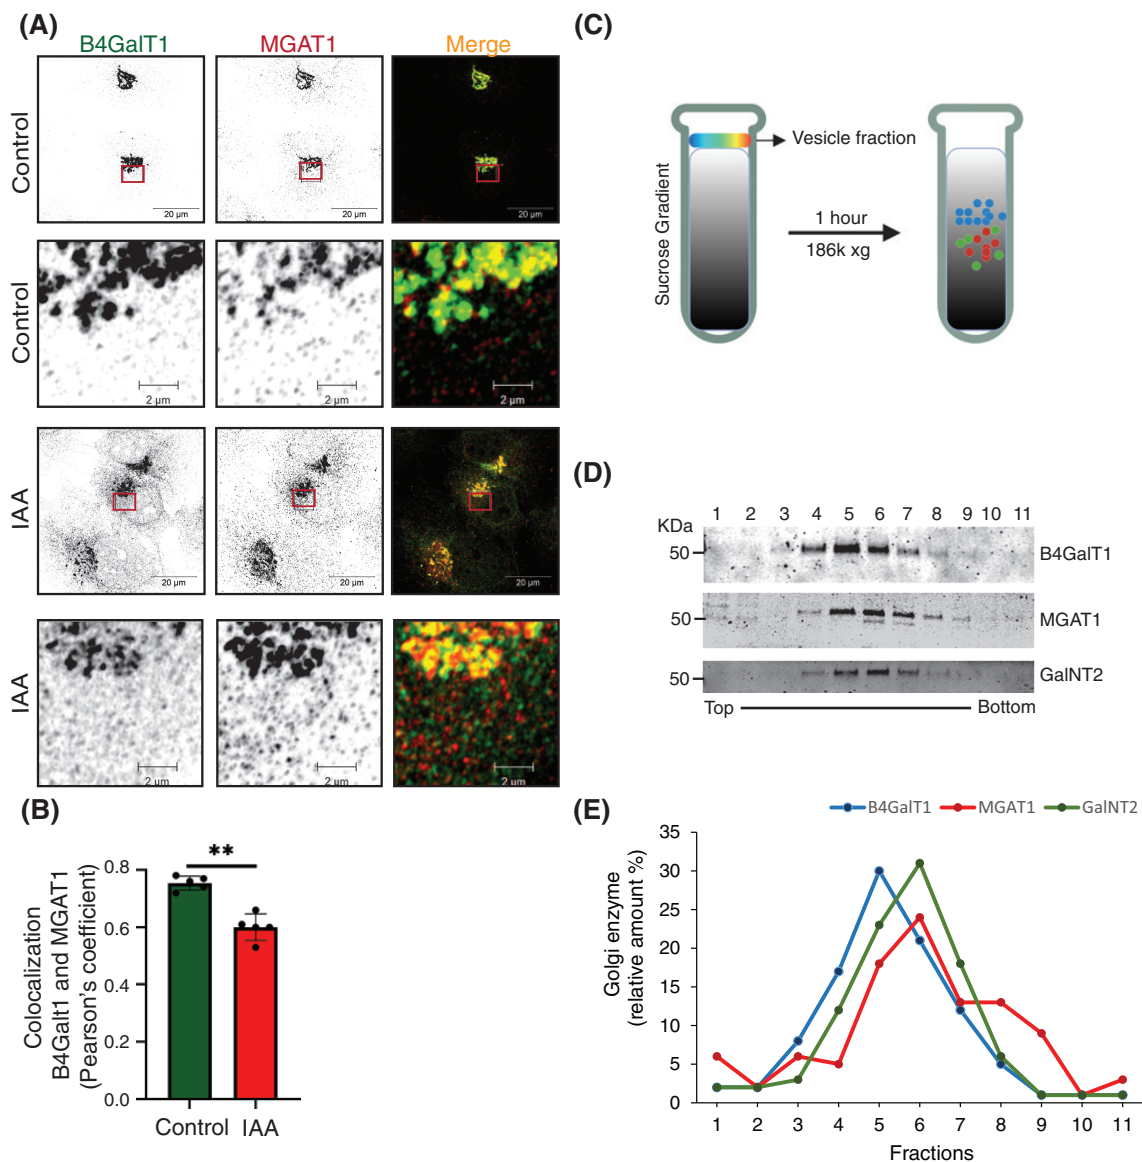 (A)
B4GalT1 MGAT1 Merge
Control
20 µm 20 µm 20 µm
Control
2 µm 2 µm 2 µm
IAA
20 µm 20 µm 20 µm
IAA
2 µm 2 µm 2 µm
(B)
**
0.8
0.6
0.4
0.2
0.0
Colocalization
B4Galt1 and MGAT1
(Pearson's coefficient)
Control IAA
(C)
Vesicle fraction
Sucrose Gradient
1 hour
186k xg
(D)
1 2 3 4 5 6 7 8 9 10 11
KDa
50 B4GalT1
50 MGAT1
50 GalNT2
Top Bottom
(E)
B4GalT1 MGAT1 GalNT2
35
30
25
20
15
10
5
0
Golgi enzyme
(relative amount %)
1 2 3 4 5 6 7 8 9 10 11
Fractions